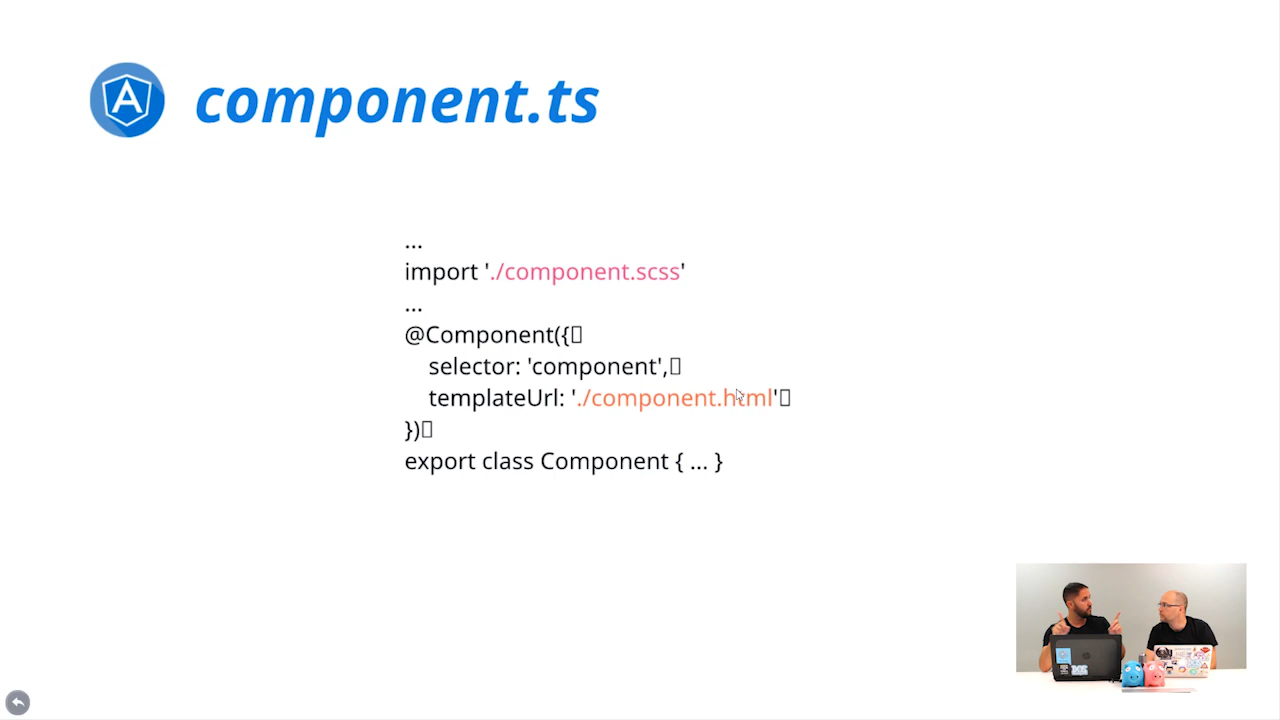 A
component.ts
...
import './component.scss'
...
@Component({▯
selector: 'component',▯
templateUrl: './component.html'▯
})▯
export class Component { ... }